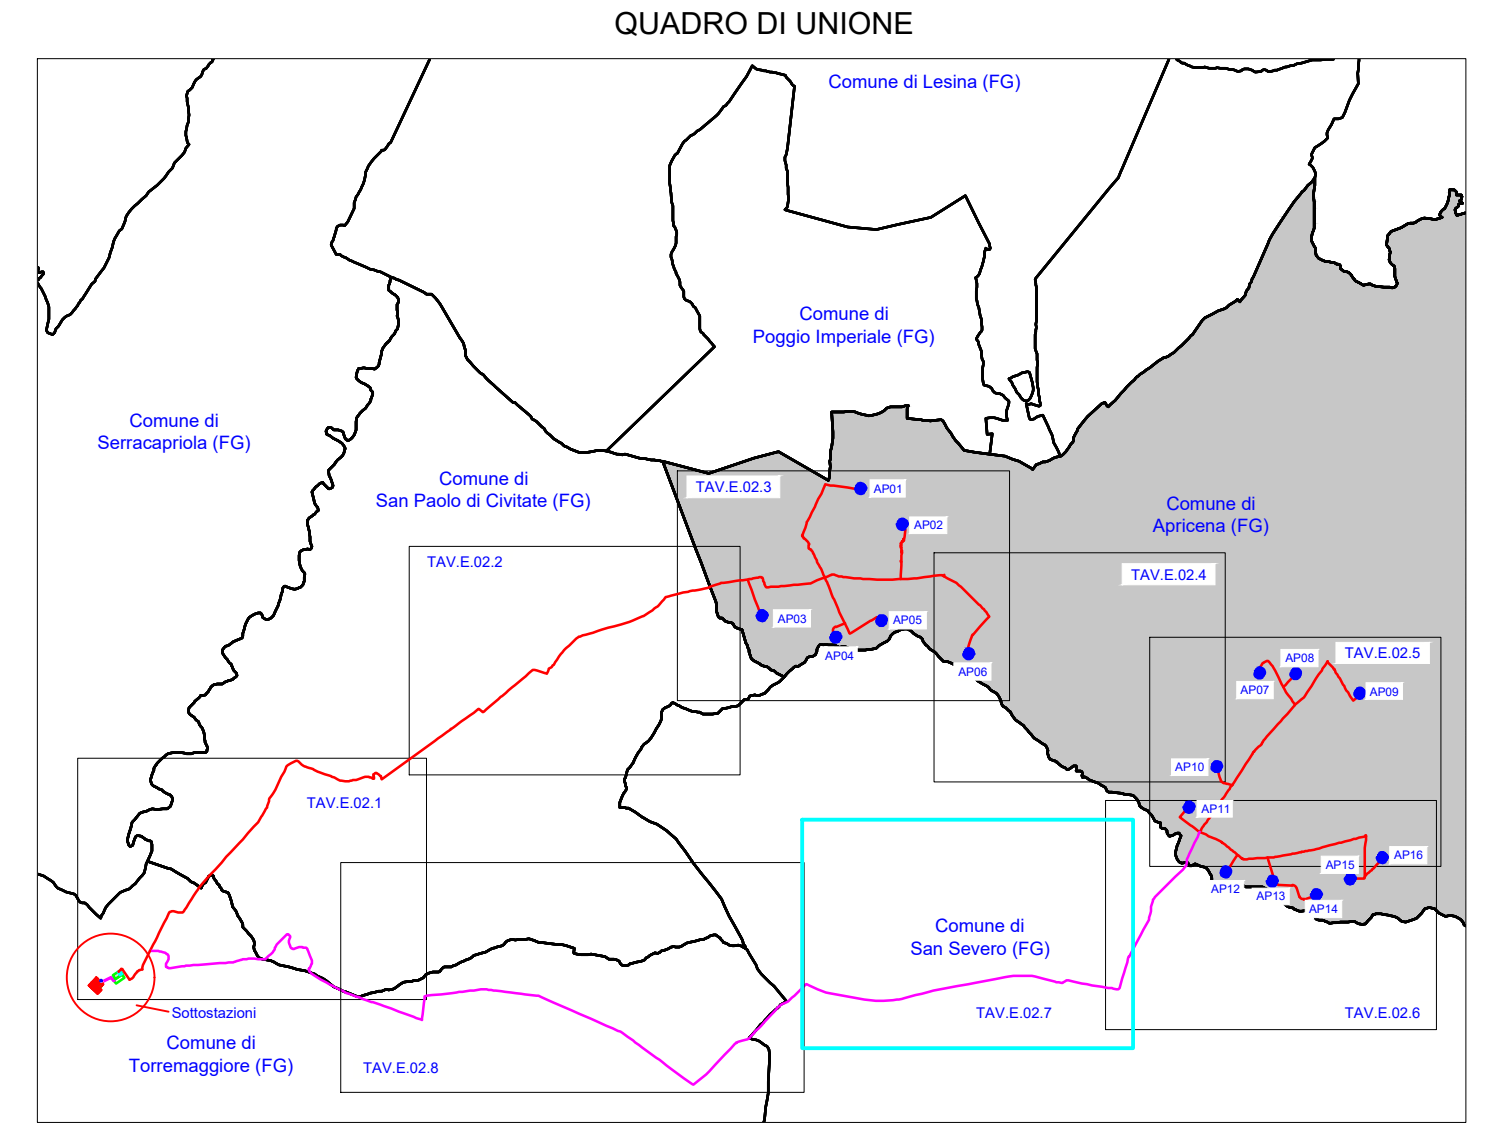 QUADRO DI UNIONE
Comune di Lesina (FG)
Comune di
Poggio Imperiale (FG)
Comune di
Serracapriola (FG)
Comune di
San Paolo di Civitate (FG)
TAV.E.02.3
AP01
AP02
Comune di
Apricena (FG)
TAV.E.02.2
TAV.E.02.4
AP03
AP05
AP04
AP06
TAV.E.02.5
AP08
AP07
AP09
AP10
TAV.E.02.1
AP11
AP16
AP15
AP12
AP13
AP14
Comune di
San Severo (FG)
Sottostazioni
TAV.E.02.7
TAV.E.02.6
Comune di
Torremaggiore (FG)
TAV.E.02.8